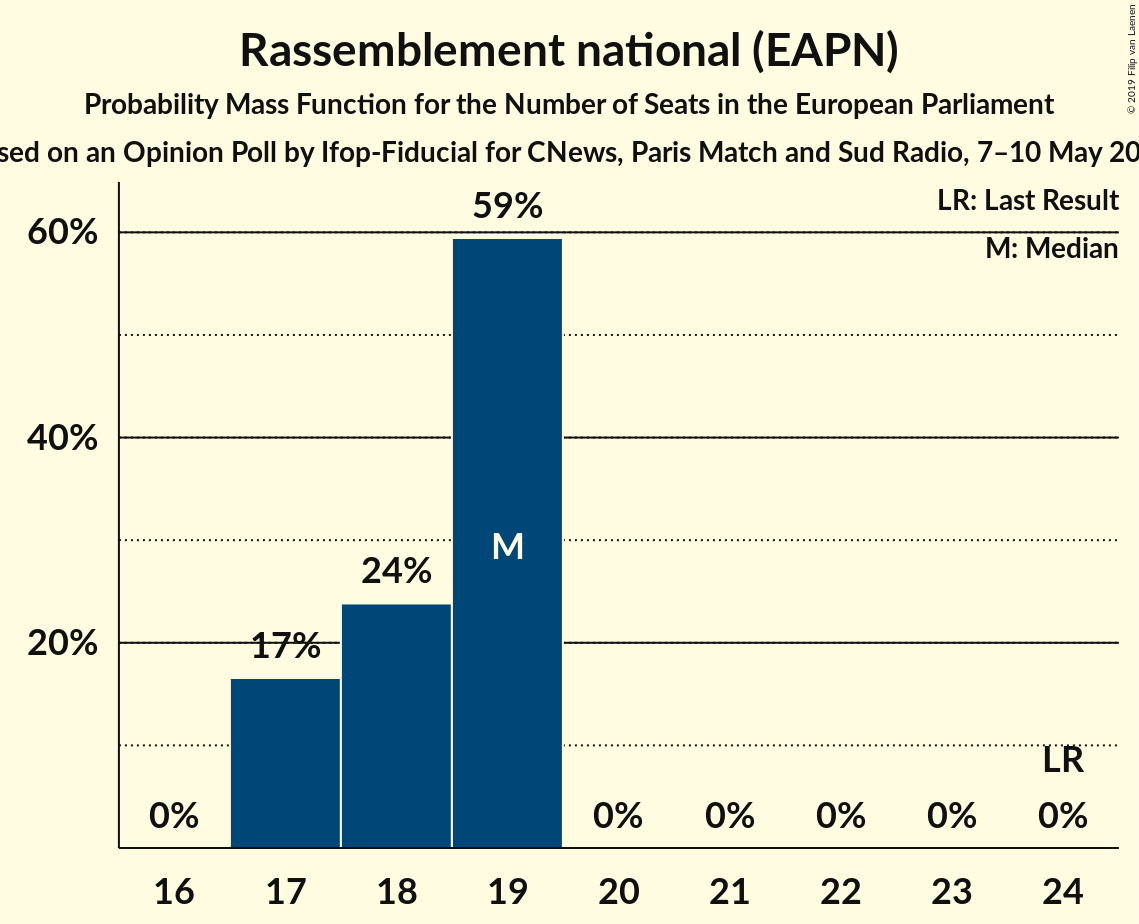 Rassemblement national (EAPN)
Probability Mass Function for the Number of Seats in the European Parliament
sed on an Opinion Poll by Ifop-Fiducial for CNews, Paris Match and Sud Radio, 7–10 May 20
© 2019 Filip van Laenen
LR: Last Result
M: Median
60%
40%
20%
0%
17%
24%
59%
M
0%
0%
0%
0%
LR
0%
16
17
18
19
20
21
22
23
24